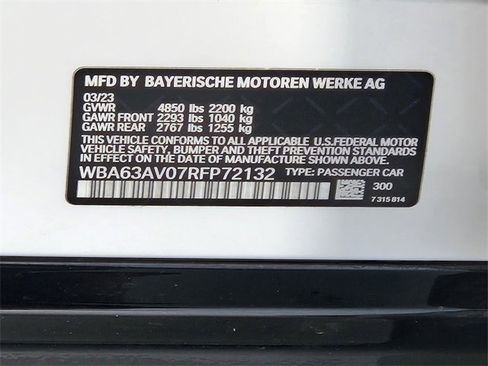 MFD BY BAYERISCHE MOTOREN WERKE AG
03/23
GVWR 4850 lbs 2200 kg
GAWR FRONT 2293 lbs 1040 kg
GAWR REAR 2767 lbs 1255 kg
THIS VEHICLE CONFORMS TO ALL APPLICABLE U.S.FEDERAL MOTOR
VEHICLE SAFETY, BUMPER AND THEFT PREVENTION STANDARDS
IN EFFECT ON THE DATE OF MANUFACTURE SHOWN ABOVE.
WBA63AV07RFP72132 TYPE: PASSENGER CAR
300
7 315 814